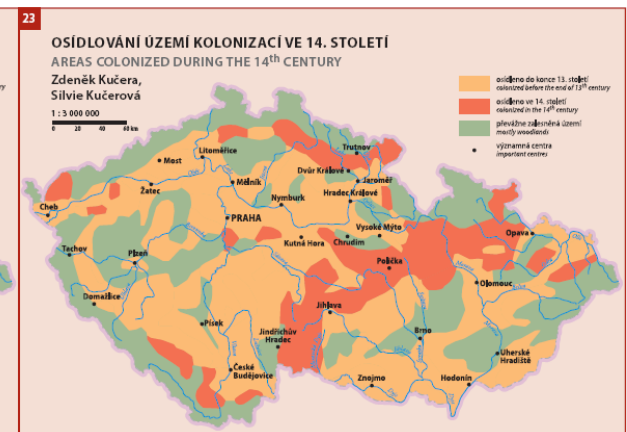 23
OSÍDLOVÁNÍ ÚZEMÍ KOLONIZACÍ VE 14. STOLETÍ
AREAS COLONIZED DURING THE 14th CENTURY
Zdeněk Kučera,
Silvie Kučerová
1 : 3 000 000
0 20 40 60 km
osídleno do konce 13. století
colonized before the end of 13th century
osídleno ve 14. století
colonized in the 14th century
převážně zalesněná území
mostly woodlands
významná centra
important centres
Trutnov
Litoměřice
Most
Dvůr Králové
Jaroměř
Žatec
Mělník
Nymburk
Hradec Králové
Cheb
PRAHA
Vysoké Mýto
Opava
Kutná Hora
Chrudim
Tachov
Plzeň
Polička
Olomouc
Domažlice
Jihlava
Písek
Jindřichův
Hradec
Brno
Uherské
Hradiště
České
Budějovice
Znojmo
Hodonín